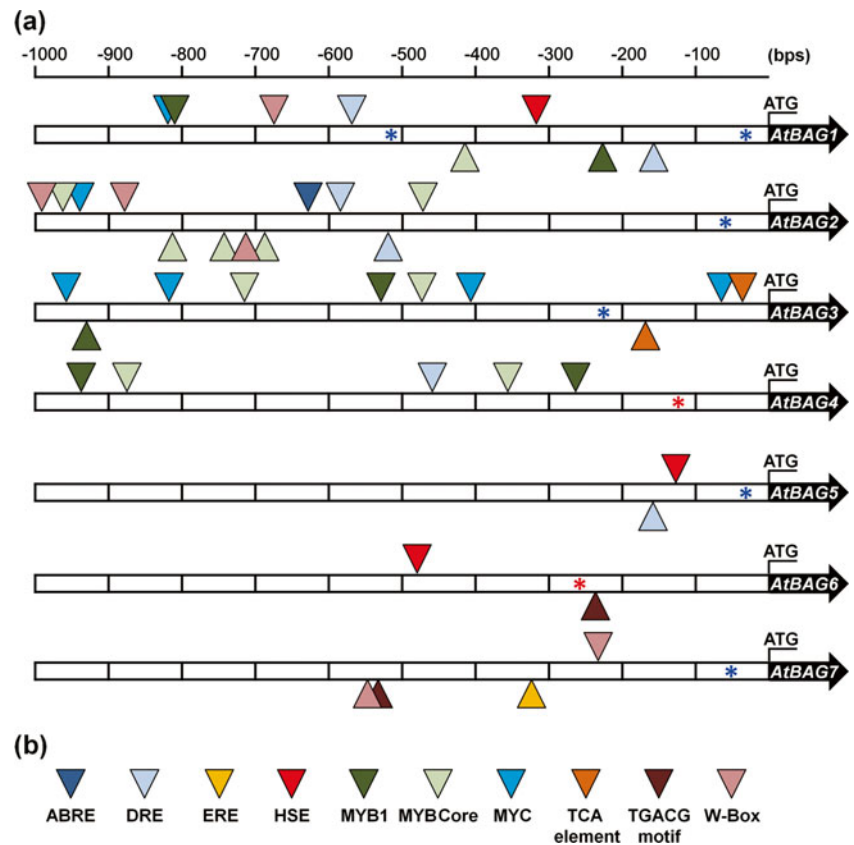 (a)
-1000 -900 -800 -700 -600 -500 -400 -300 -200 -100 (bps)
ATG
* * AtBAG1
ATG
* AtBAG2
ATG
* AtBAG3
ATG
* AtBAG4
ATG
* AtBAG5
ATG
* AtBAG6
ATG
* AtBAG7
(b)
ABRE DRE ERE HSE MYB1 MYBCore MYC TCA element TGACG motif W-Box